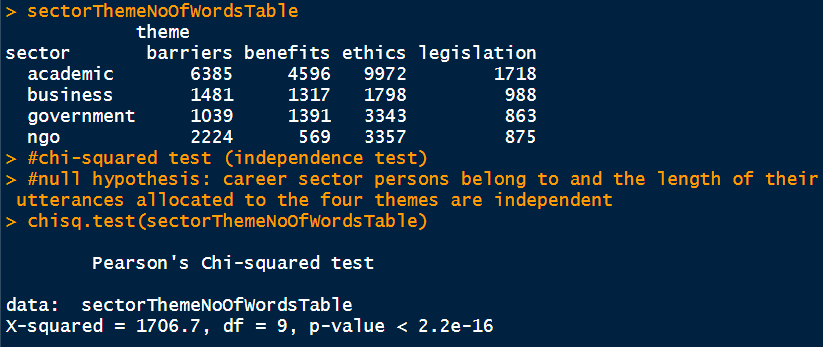 > sectorThemeNoOfWordsTable
theme
sector barriers benefits ethics legislation
academic 6385 4596 9972 1718
business 1481 1317 1798 988
government 1039 1391 3343 863
ngo 2224 569 3357 875
> #chi-squared test (independence test)
> #null hypothesis: career sector persons belong to and the length of their
utterances allocated to the four themes are independent
> chisq.test(sectorThemeNoOfWordsTable)
Pearson's Chi-squared test
data: sectorThemeNoOfWordsTable
X-squared = 1706.7, df = 9, p-value < 2.2e-16